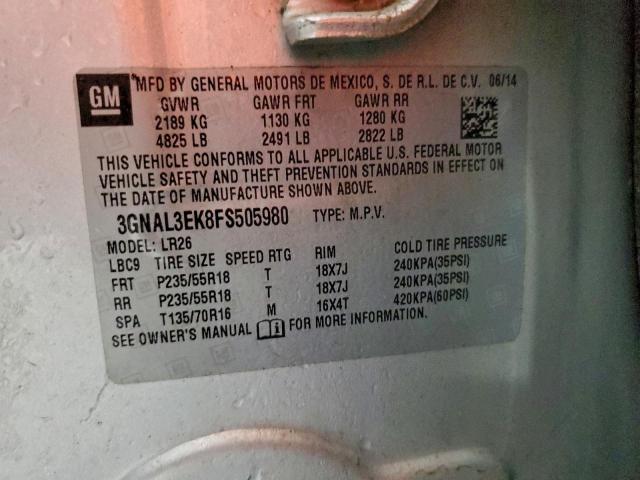 GM
*MFD BY GENERAL MOTORS DE MEXICO, S. DE R.L. DE C.V. 06/14
GVWR GAWR FRT GAWR RR
2189 KG 1130 KG 1280 KG
4825 LB 2491 LB 2822 LB
THIS VEHICLE CONFORMS TO ALL APPLICABLE U.S. FEDERAL MOTOR
VEHICLE SAFETY AND THEFT PREVENTION STANDARDS IN EFFECT ON
THE DATE OF MANUFACTURE SHOWN ABOVE.
3GNAL3EK8FS505980 TYPE: M.P.V.
MODEL: LR26
LBC9 TIRE SIZE SPEED RTG RIM COLD TIRE PRESSURE
FRT P235/55R18 T 18X7J 240KPA(35PSI)
RR P235/55R18 T 18X7J 240KPA(35PSI)
SPA T135/70R16 M 16X4T 420KPA(60PSI)
SEE OWNER'S MANUAL FOR MORE INFORMATION.